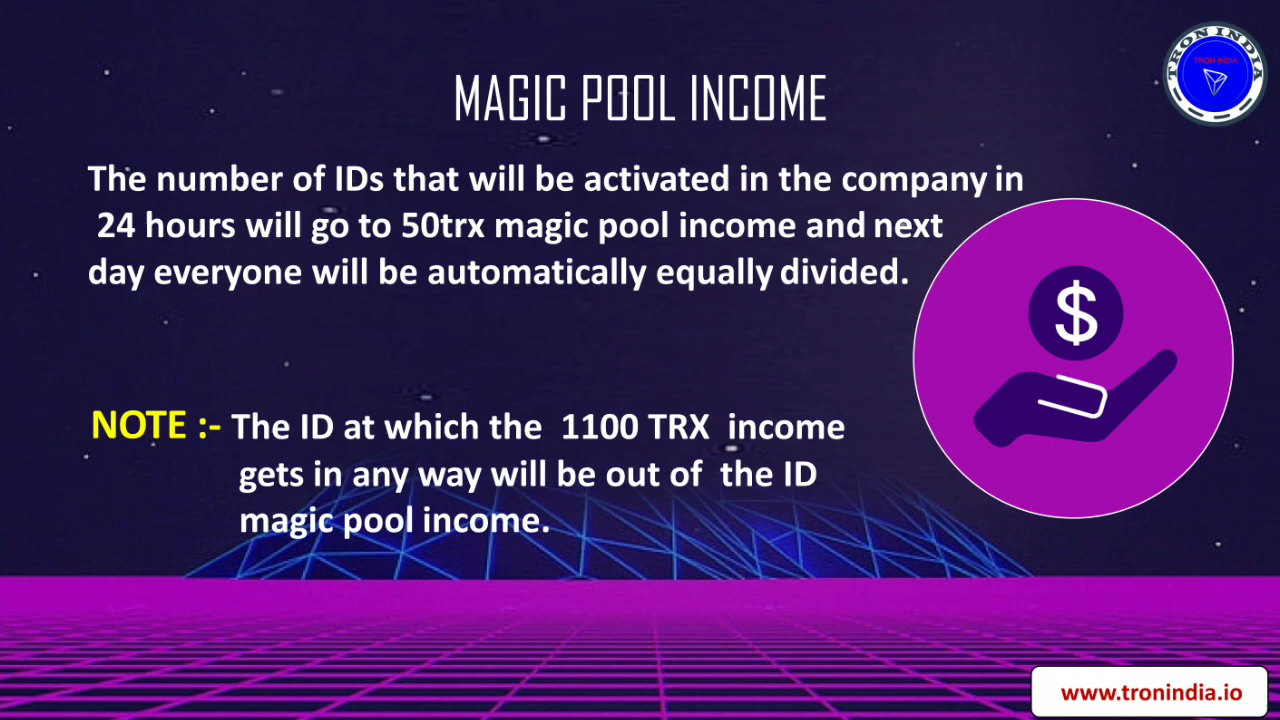 TRON INDIA
TRON INDIA
MAGIC POOL INCOME
The number of IDs that will be activated in the company in
24 hours will go to 50trx magic pool income and next
day everyone will be automatically equally divided.
$
NOTE :- The ID at which the 1100 TRX income
gets in any way will be out of the ID
magic pool income.
www.tronindia.io